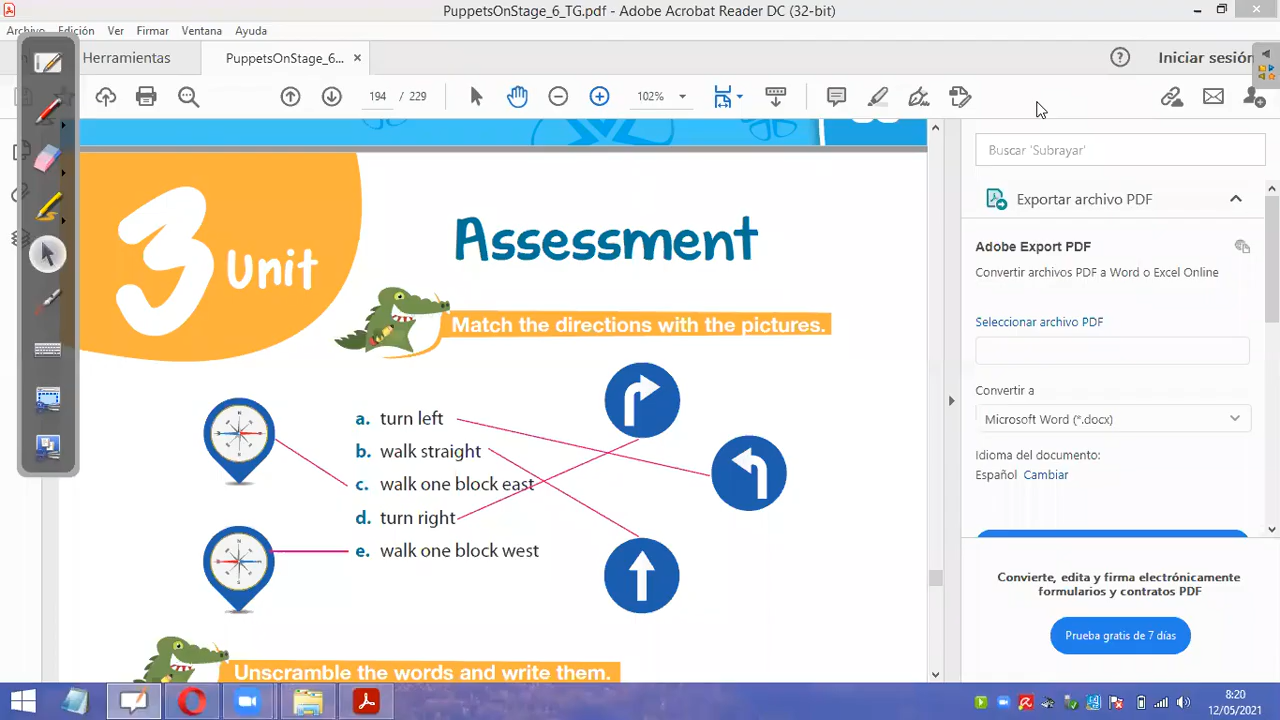 PuppetsOnStage_6_TG.pdf - Adobe Acrobat Reader DC (32-bit)
Archivo Edición Ver Firmar Ventana Ayuda
Herramientas
PuppetsOnStage_6...
Iniciar sesión
194 / 229
102%
3 Unit
Assessment
Match the directions with the pictures.
a. turn left
b. walk straight
c. walk one block east
d. turn right
e. walk one block west
Unscramble the words and write them.
Buscar 'Subrayar'
Exportar archivo PDF
Adobe Export PDF
Convertir archivos PDF a Word o Excel Online
Seleccionar archivo PDF
Convertir a
Microsoft Word (*.docx)
Idioma del documento:
Español Cambiar
Convierte, edita y firma electrónicamente
formularios y contratos PDF
Prueba gratis de 7 días
8:20
12/05/2021